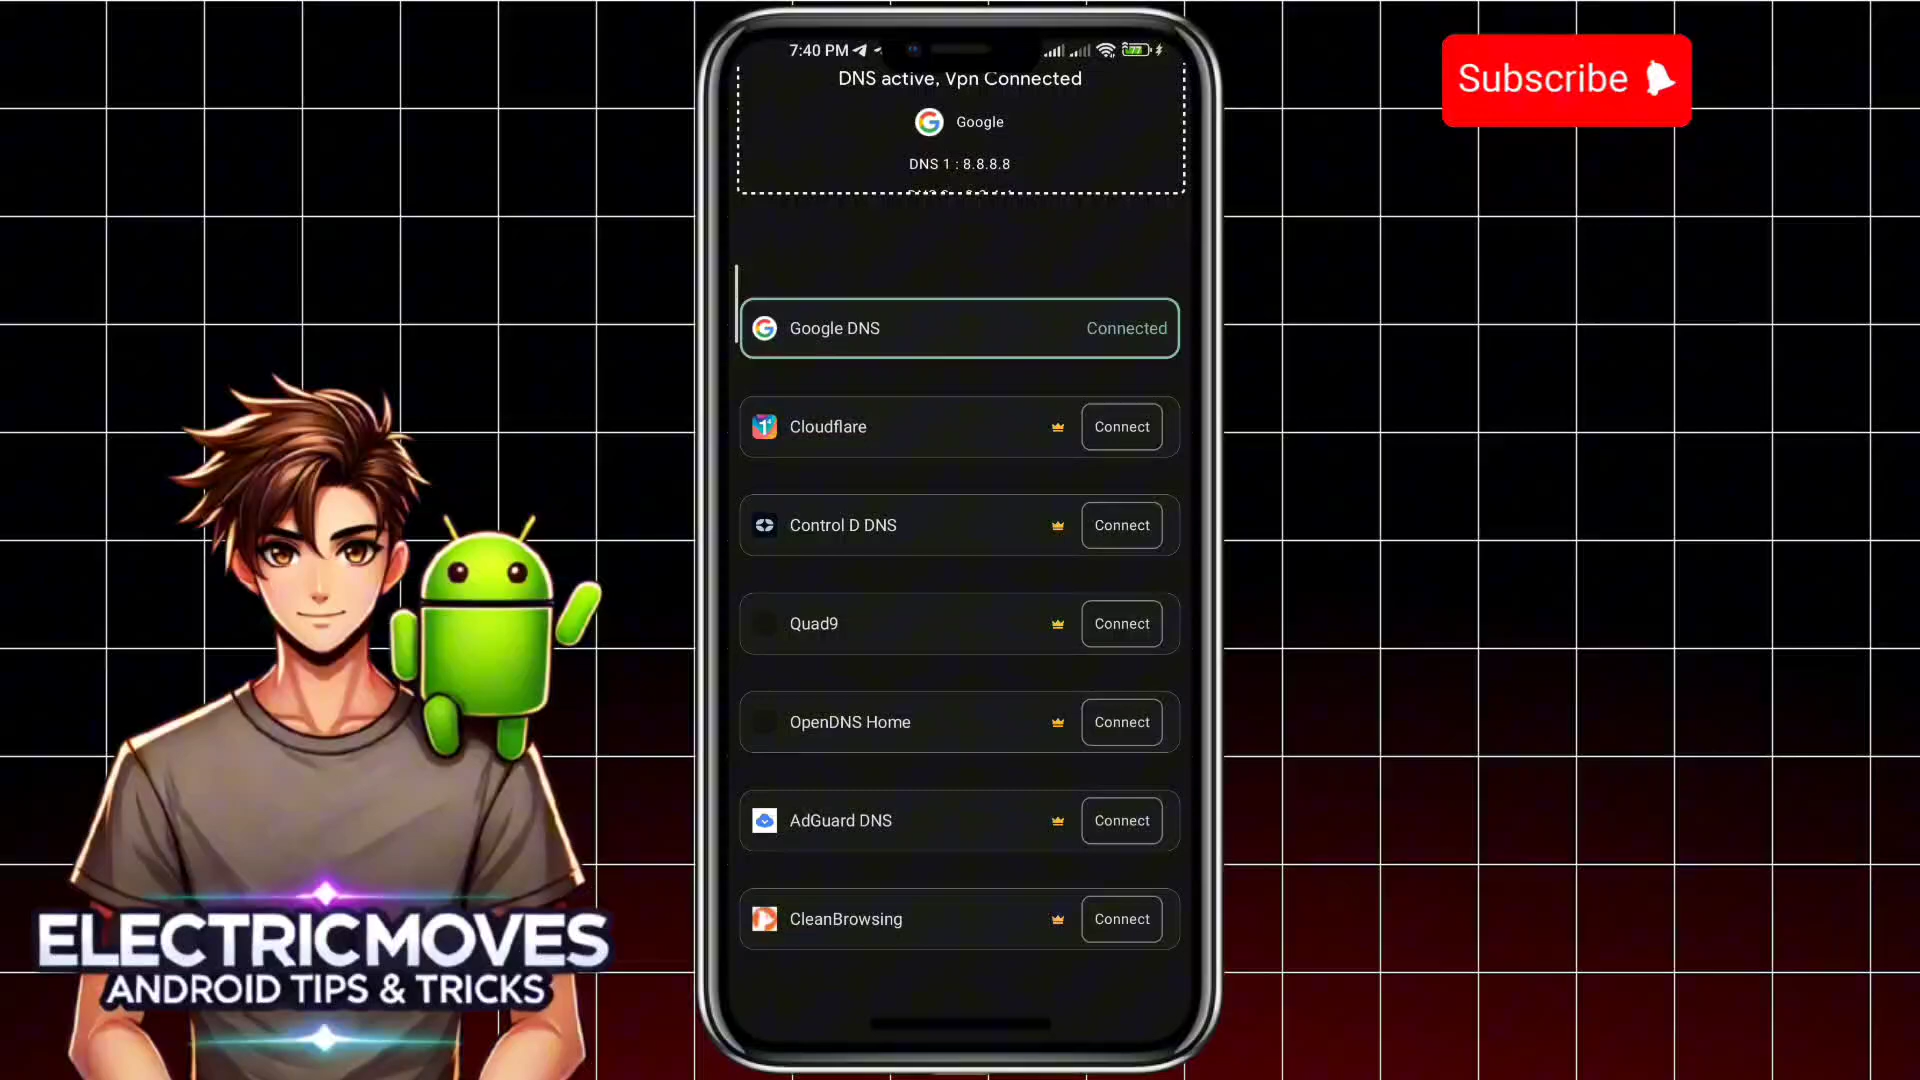 7:40 PM
77
DNS active, Vpn Connected
Google
DNS 1 : 8.8.8.8
Google DNS
Connected
Cloudflare
Connect
Control D DNS
Connect
Quad9
Connect
OpenDNS Home
Connect
AdGuard DNS
Connect
CleanBrowsing
Connect
Subscribe
ELECTRICMOVES
ANDROID TIPS & TRICKS